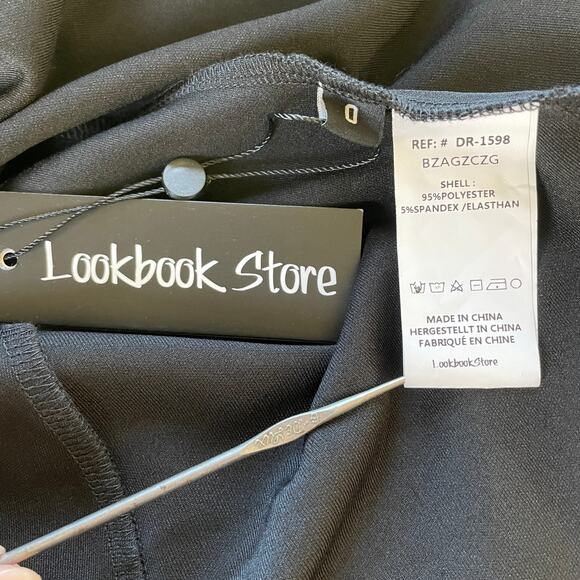 REF: # DR-1598
BZAGZCZG
SHELL :
95%POLYESTER
5%SPANDEX /ELASTHAN
MADE IN CHINA
HERGESTELLT IN CHINA
FABRIQUÉ EN CHINE
LookbookStore
Lookbook Store